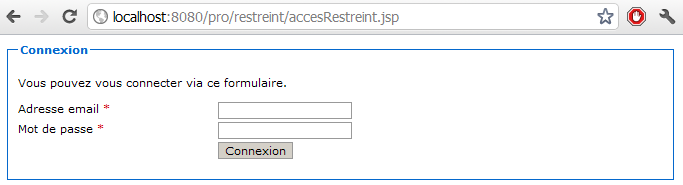 localhost:8080/pro/restreint/accesRestreint.jsp
Connexion
Vous pouvez vous connecter via ce formulaire.
Adresse email *
Mot de passe *
Connexion